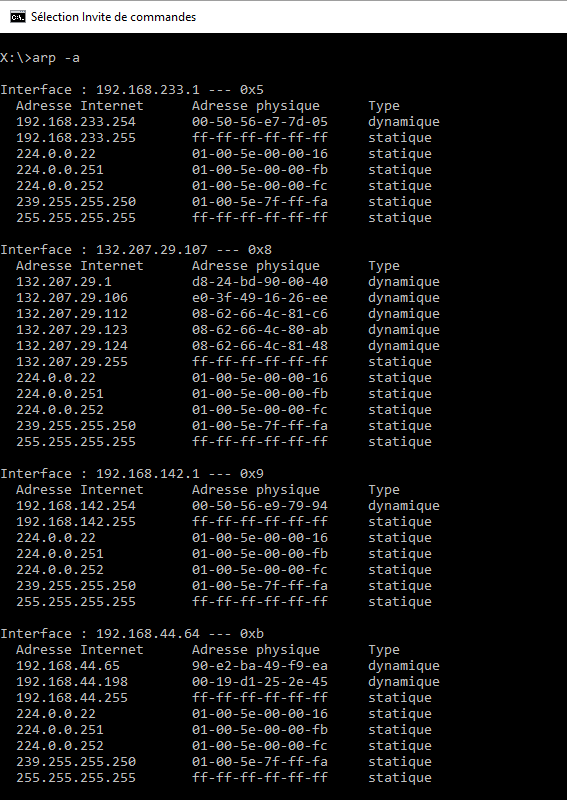 Sélection Invite de commandes
X:\>arp -a
Interface : 192.168.233.1 --- 0x5
Adresse Internet Adresse physique Type
192.168.233.254 00-50-56-e7-7d-05 dynamique
192.168.233.255 ff-ff-ff-ff-ff-ff statique
224.0.0.22 01-00-5e-00-00-16 statique
224.0.0.251 01-00-5e-00-00-fb statique
224.0.0.252 01-00-5e-00-00-fc statique
239.255.255.250 01-00-5e-7f-ff-fa statique
255.255.255.255 ff-ff-ff-ff-ff-ff statique
Interface : 132.207.29.107 --- 0x8
Adresse Internet Adresse physique Type
132.207.29.1 d8-24-bd-90-00-40 dynamique
132.207.29.106 e0-3f-49-16-26-ee dynamique
132.207.29.112 08-62-66-4c-81-c6 dynamique
132.207.29.123 08-62-66-4c-80-ab dynamique
132.207.29.124 08-62-66-4c-81-48 dynamique
132.207.29.255 ff-ff-ff-ff-ff-ff statique
224.0.0.22 01-00-5e-00-00-16 statique
224.0.0.251 01-00-5e-00-00-fb statique
224.0.0.252 01-00-5e-00-00-fc statique
239.255.255.250 01-00-5e-7f-ff-fa statique
255.255.255.255 ff-ff-ff-ff-ff-ff statique
Interface : 192.168.142.1 --- 0x9
Adresse Internet Adresse physique Type
192.168.142.254 00-50-56-e9-79-94 dynamique
192.168.142.255 ff-ff-ff-ff-ff-ff statique
224.0.0.22 01-00-5e-00-00-16 statique
224.0.0.251 01-00-5e-00-00-fb statique
224.0.0.252 01-00-5e-00-00-fc statique
239.255.255.250 01-00-5e-7f-ff-fa statique
255.255.255.255 ff-ff-ff-ff-ff-ff statique
Interface : 192.168.44.64 --- 0xb
Adresse Internet Adresse physique Type
192.168.44.65 90-e2-ba-49-f9-ea dynamique
192.168.44.198 00-19-d1-25-2e-45 dynamique
192.168.44.255 ff-ff-ff-ff-ff-ff statique
224.0.0.22 01-00-5e-00-00-16 statique
224.0.0.251 01-00-5e-00-00-fb statique
224.0.0.252 01-00-5e-00-00-fc statique
239.255.255.250 01-00-5e-7f-ff-fa statique
255.255.255.255 ff-ff-ff-ff-ff-ff statique